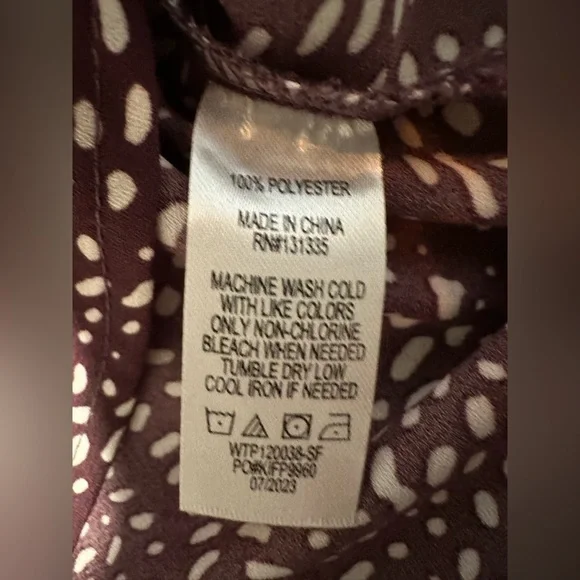 100% POLYESTER
MADE IN CHINA
RN#131335
MACHINE WASH COLD
WITH LIKE COLORS
ONLY NON-CHLORINE
BLEACH WHEN NEEDED
TUMBLE DRY LOW
COOL IRON IF NEEDED
WTP120038-SF
PO#KIFP9960
07/2023